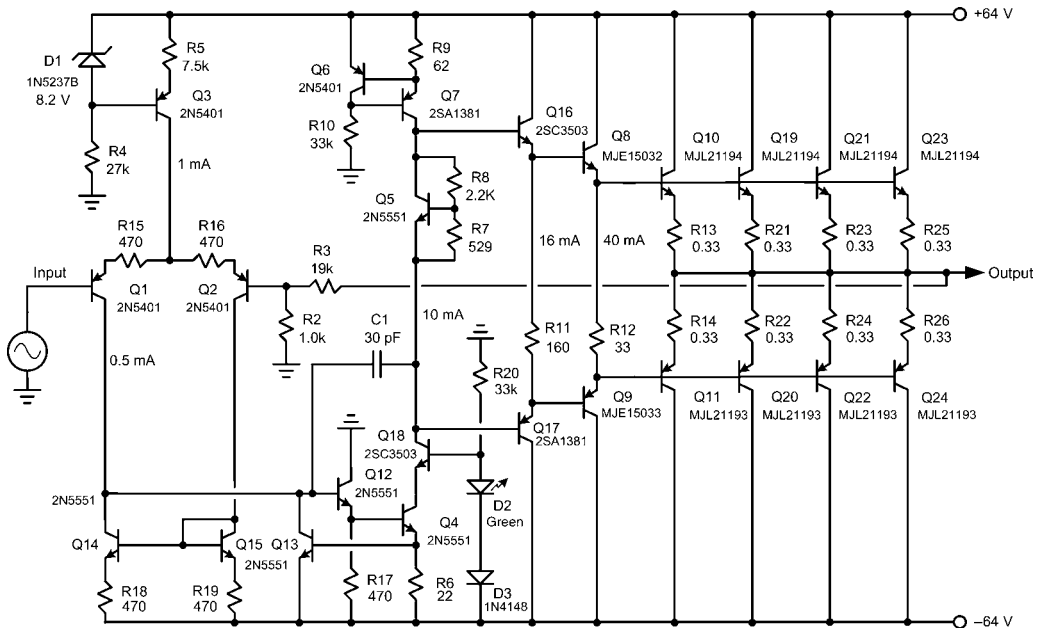 +64 V
D1
1N5237B
8.2 V
R5
7.5k
Q3
2N5401
R4
27k
1 mA
Q6
2N5401
R9
62
Q7
2SA1381
R10
33k
Q16
2SC3503
Q8
MJE15032
Q10
MJL21194
Q19
MJL21194
Q21
MJL21194
Q23
MJL21194
R8
2.2K
Q5
2N5551
R7
529
16 mA
40 mA
R13
0.33
R21
0.33
R23
0.33
R25
0.33
R15
470
R16
470
Input
Q1
2N5401
Q2
2N5401
R3
19k
Output
R2
1.0k
C1
30 pF
10 mA
0.5 mA
R11
160
R12
33
R14
0.33
R22
0.33
R24
0.33
R26
0.33
R20
33k
Q9
MJE15033
Q11
MJL21193
Q20
MJL21193
Q22
MJL21193
Q24
MJL21193
Q17
2SA1381
Q18
2SC3503
Q12
2N5551
2N5551
Q14
Q15
2N5551
Q13
Q4
2N5551
D2
Green
R18
470
R19
470
R17
470
R6
22
D3
1N4148
–64 V